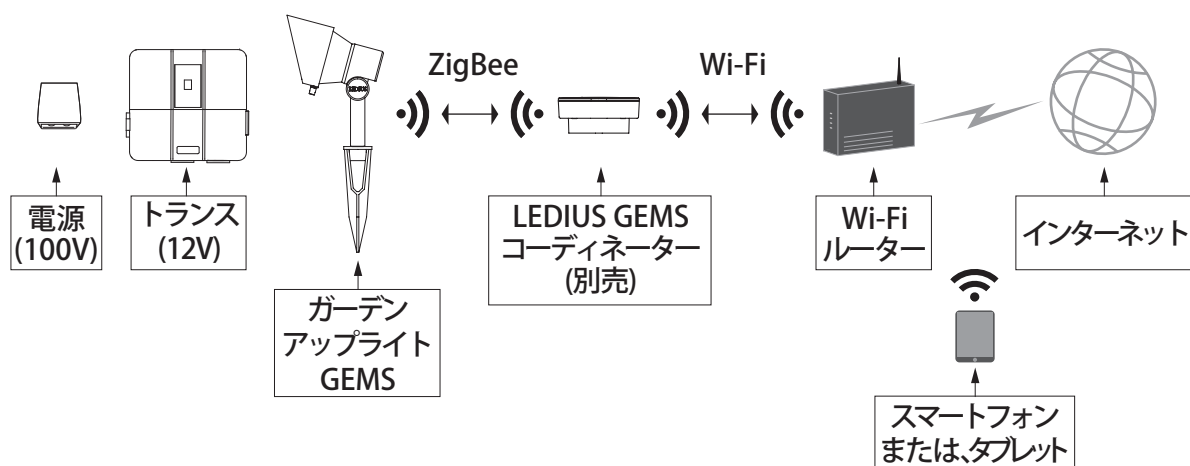 ZigBee
Wi-Fi
LEDIUS
電源
(100V)
トランス
(12V)
ガーデン
アップライト
GEMS
LEDIUS GEMS
コーディネーター
(別売)
Wi-Fi
ルーター
インターネット
スマートフォン
または、タブレット